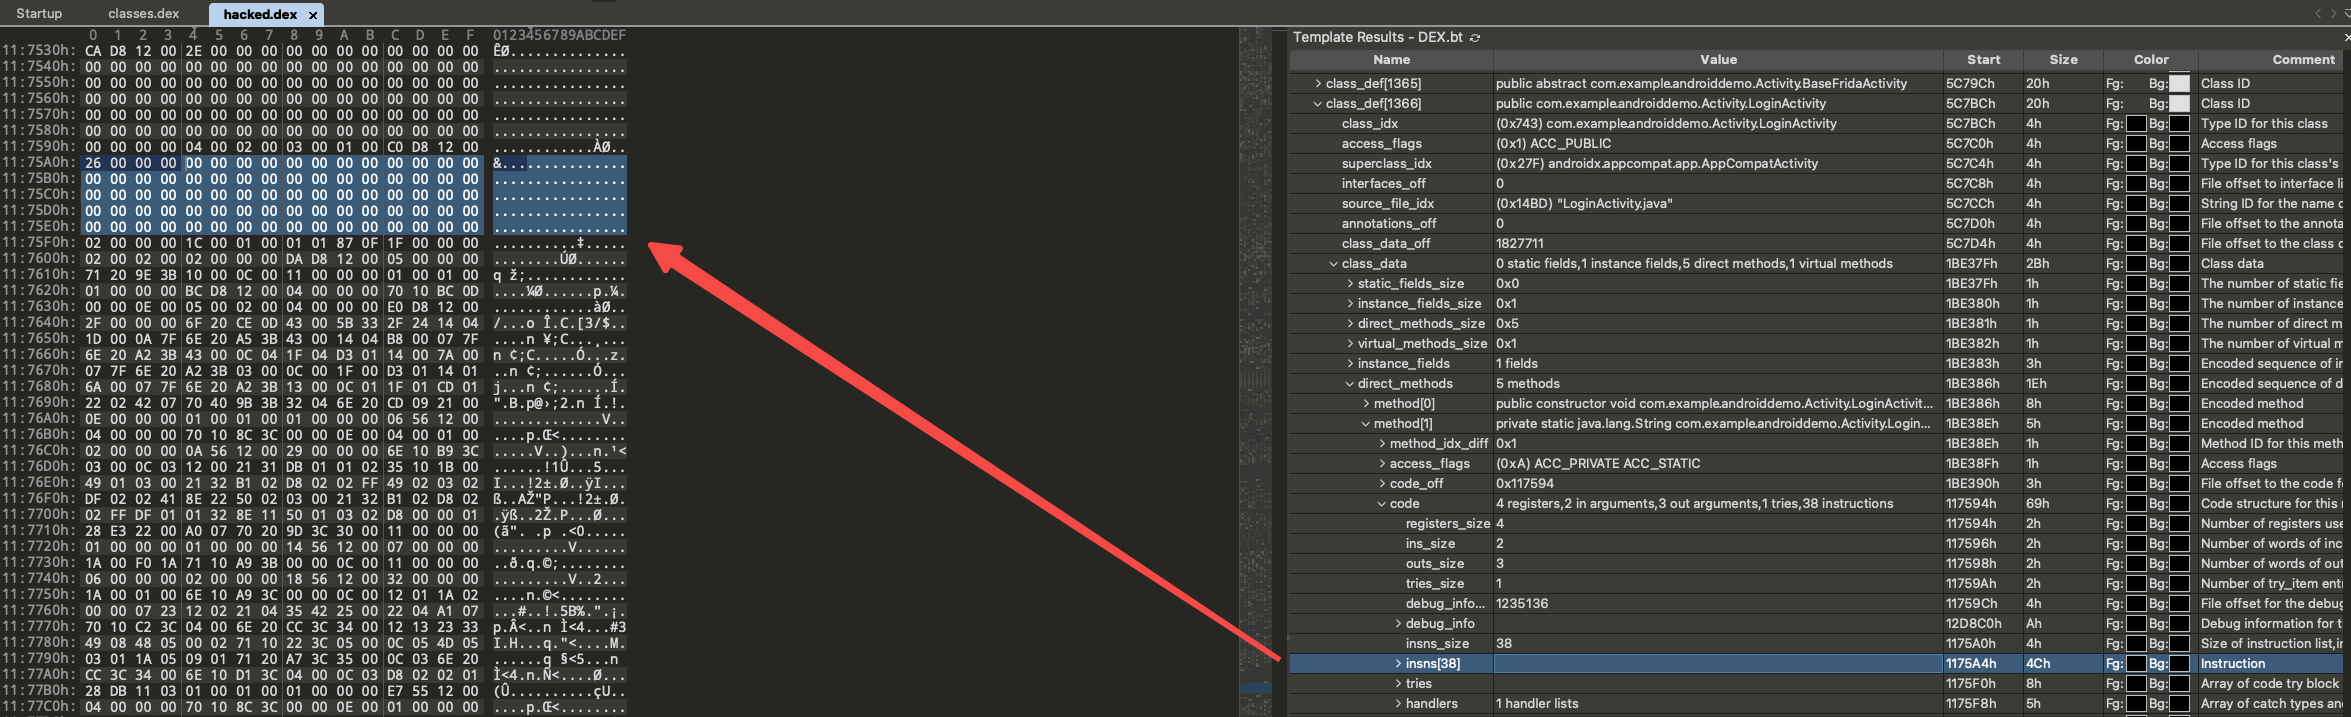 Startup classes.dex hacked.dex ×
0 1 2 3 4 5 6 7 8 9 A B C D E F 0123456789ABCDEF
11:7530h: CA D8 12 00 2E 00 00 00 00 00 00 00 00 00 00 00 ÊØ..............
11:7540h: 00 00 00 00 00 00 00 00 00 00 00 00 00 00 00 00 ................
11:7550h: 00 00 00 00 00 00 00 00 00 00 00 00 00 00 00 00 ................
11:7560h: 00 00 00 00 00 00 00 00 00 00 00 00 00 00 00 00 ................
11:7570h: 00 00 00 00 00 00 00 00 00 00 00 00 00 00 00 00 ................
11:7580h: 00 00 00 00 00 00 00 00 00 00 00 00 00 00 00 00 ................
11:7590h: 00 00 00 00 04 00 02 00 03 00 01 00 C0 D8 12 00 ............ÀØ..
11:75A0h: 26 00 00 00 00 00 00 00 00 00 00 00 00 00 00 00 &...............
11:75B0h: 00 00 00 00 00 00 00 00 00 00 00 00 00 00 00 00 ................
11:75C0h: 00 00 00 00 00 00 00 00 00 00 00 00 00 00 00 00 ................
11:75D0h: 00 00 00 00 00 00 00 00 00 00 00 00 00 00 00 00 ................
11:75E0h: 00 00 00 00 00 00 00 00 00 00 00 00 00 00 00 00 ................
11:75F0h: 02 00 00 00 1C 00 01 00 01 01 87 0F 1F 00 00 00 ..........‡.....
11:7600h: 02 00 02 00 02 00 00 00 DA D8 12 00 05 00 00 00 ........ÚØ......
11:7610h: 71 20 9E 3B 10 00 0C 00 11 00 00 00 01 00 01 00 q ž;............
11:7620h: 01 00 00 00 BC D8 12 00 04 00 00 00 70 10 BC 0D ....¼Ø......p.¼.
11:7630h: 00 00 0E 00 05 00 02 00 04 00 00 00 E0 D8 12 00 ............àØ..
11:7640h: 2F 00 00 00 6F 20 CE 0D 43 00 5B 33 2F 24 14 04 /...o Î.C.[3/$..
11:7650h: 1D 00 0A 7F 6E 20 A5 3B 43 00 14 04 B8 00 07 7F ....n ¥;C...¸...
11:7660h: 6E 20 A2 3B 43 00 0C 04 1F 04 D3 01 14 00 7A 00 n ¢;C.....Ó...z.
11:7670h: 07 7F 6E 20 A2 3B 03 00 0C 00 1F 00 D3 01 14 01 ..n ¢;......Ó...
11:7680h: 6A 00 07 7F 6E 20 A2 3B 13 00 0C 01 1F 01 CD 01 j...n ¢;......Í.
11:7690h: 22 02 42 07 70 40 9B 3B 32 04 6E 20 CD 09 21 00 ".B.p@›;2.n Í.!.
11:76A0h: 0E 00 00 00 01 00 01 00 01 00 00 00 06 56 12 00 .............V..
11:76B0h: 04 00 00 00 70 10 8C 3C 00 00 0E 00 04 00 01 00 ....p.Œ<........
11:76C0h: 02 00 00 00 0A 56 12 00 29 00 00 00 6E 10 B9 3C .....V..)...n.¹<
11:76D0h: 03 00 0C 03 12 00 21 31 DB 01 01 02 35 10 1B 00 ......!1Û...5...
11:76E0h: 49 01 03 00 21 32 B1 02 D8 02 02 FF 49 02 03 02 I...!2±.Ø..ÿI...
11:76F0h: DF 02 02 41 8E 22 50 02 03 00 21 32 B1 02 D8 02 ß..AŽ"P...!2±.Ø.
11:7700h: 02 FF DF 01 01 32 8E 11 50 01 03 02 D8 00 00 01 .ÿß..2Ž.P...Ø...
11:7710h: 28 E3 22 00 A0 07 70 20 9D 3C 30 00 11 00 00 00 (ã". .p .<0.....
11:7720h: 01 00 00 00 01 00 00 00 14 56 12 00 07 00 00 00 .........V......
11:7730h: 1A 00 F0 1A 71 10 A9 3B 00 00 0C 00 11 00 00 00 ..ð.q.©;........
11:7740h: 06 00 00 00 02 00 00 00 18 56 12 00 32 00 00 00 .........V..2...
11:7750h: 1A 00 01 00 6E 10 A9 3C 00 00 0C 00 12 01 1A 02 ....n.©<........
11:7760h: 00 00 07 23 12 02 21 04 35 42 25 00 22 04 A1 07 ...#..!.5B%.".¡.
11:7770h: 70 10 C2 3C 04 00 6E 20 CC 3C 34 00 12 13 23 33 p.Â<..n Ì<4...#3
11:7780h: 49 08 48 05 00 02 71 10 22 3C 05 00 0C 05 4D 05 I.H...q."<....M.
11:7790h: 03 01 1A 05 09 01 71 20 A7 3C 35 00 0C 03 6E 20 ......q §<5...n
11:77A0h: CC 3C 34 00 6E 10 D1 3C 04 00 0C 03 D8 02 02 01 Ì<4.n.Ñ<....Ø...
11:77B0h: 28 DB 11 03 01 00 01 00 01 00 00 00 E7 55 12 00 (Û..........çU..
11:77C0h: 04 00 00 00 70 10 8C 3C 00 00 0E 00 01 00 00 00 ....p.Œ<........
Template Results - DEX.bt
Name Value Start Size Color Comment
class_def[1365] public abstract com.example.androiddemo.Activity.BaseFridaActivity 5C79Ch 20h Fg: Bg: Class ID
class_def[1366] public com.example.androiddemo.Activity.LoginActivity 5C7BCh 20h Fg: Bg: Class ID
class_idx (0x743) com.example.androiddemo.Activity.LoginActivity 5C7BCh 4h Fg: Bg: Type ID for this class
access_flags (0x1) ACC_PUBLIC 5C7C0h 4h Fg: Bg: Access flags
superclass_idx (0x27F) androidx.appcompat.app.AppCompatActivity 5C7C4h 4h Fg: Bg: Type ID for this class's
interfaces_off 0 5C7C8h 4h Fg: Bg: File offset to interface li
source_file_idx (0x14BD) "LoginActivity.java" 5C7CCh 4h Fg: Bg: String ID for the name
annotations_off 0 5C7D0h 4h Fg: Bg: File offset to the annota
class_data_off 1827711 5C7D4h 4h Fg: Bg: File offset to the class
class_data 0 static fields,1 instance fields,5 direct methods,1 virtual methods 1BE37Fh 2Bh Fg: Bg: Class data
static_fields_size 0x0 1BE37Fh 1h Fg: Bg: The number of static fie
instance_fields_size 0x1 1BE380h 1h Fg: Bg: The number of instance
direct_methods_size 0x5 1BE381h 1h Fg: Bg: The number of direct m
virtual_methods_size 0x1 1BE382h 1h Fg: Bg: The number of virtual m
instance_fields 1 fields 1BE383h 3h Fg: Bg: Encoded sequence of in
direct_methods 5 methods 1BE386h 1Eh Fg: Bg: Encoded sequence of d
method[0] public constructor void com.example.androiddemo.Activity.LoginActivit... 1BE386h 8h Fg: Bg: Encoded method
method[1] private static java.lang.String com.example.androiddemo.Activity.Login... 1BE38Eh 5h Fg: Bg: Encoded method
method_idx_diff 0x1 1BE38Eh 1h Fg: Bg: Method ID for this meth
access_flags (0xA) ACC_PRIVATE ACC_STATIC 1BE38Fh 1h Fg: Bg: Access flags
code_off 0x117594 1BE390h 3h Fg: Bg: File offset to the code f
code 4 registers,2 in arguments,3 out arguments,1 tries,38 instructions 117594h 69h Fg: Bg: Code structure for this
registers_size 4 117594h 2h Fg: Bg: Number of registers use
ins_size 2 117596h 2h Fg: Bg: Number of words of inc
outs_size 3 117598h 2h Fg: Bg: Number of words of out
tries_size 1 11759Ah 2h Fg: Bg: Number of try_item entr
debug_info... 1235136 11759Ch 4h Fg: Bg: File offset for the debug
debug_info 12D8C0h Ah Fg: Bg: Debug information for t
insns_size 38 1175A0h 4h Fg: Bg: Size of instruction list,i
insns[38] 1175A4h 4Ch Fg: Bg: Instruction
tries 1175F0h 8h Fg: Bg: Array of code try block
handlers 1 handler lists 1175F8h 5h Fg: Bg: Array of catch types an